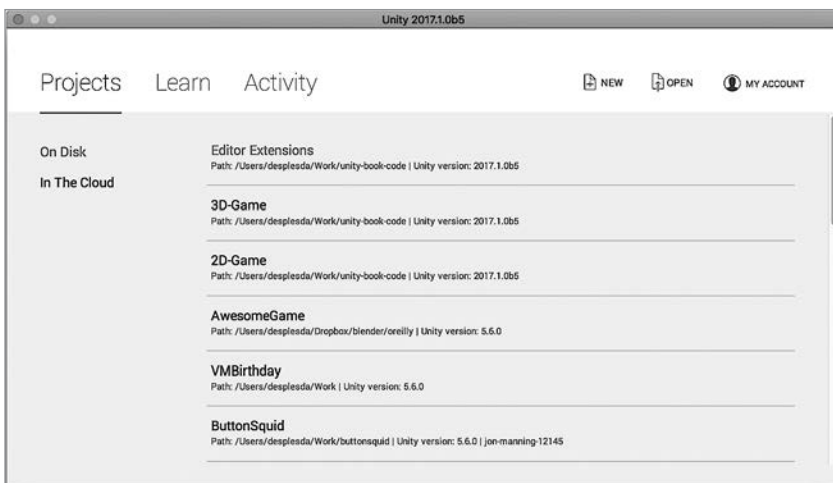 Unity 2017.1.0b5
Projects Learn Activity NEW OPEN MY ACCOUNT
On Disk
In The Cloud
Editor Extensions
Path: /Users/desplesda/Work/unity-book-code | Unity version: 2017.1.0b5
3D-Game
Path: /Users/desplesda/Work/unity-book-code | Unity version: 2017.1.0b5
2D-Game
Path: /Users/desplesda/Work/unity-book-code | Unity version: 2017.1.0b5
AwesomeGame
Path: /Users/desplesda/Dropbox/blender/oreilly | Unity version: 5.6.0
VMBirthday
Path: /Users/desplesda/Work | Unity version: 5.6.0
ButtonSquid
Path: /Users/desplesda/Work/buttonsquid | Unity version: 5.6.0 | jon-manning-12145